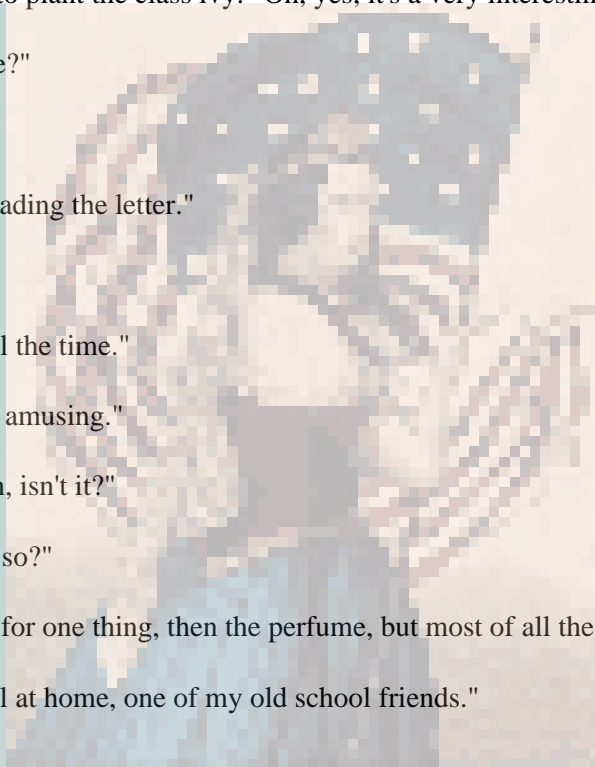 to plant the class ivy? "Oh, yes, it's a very
e?"
ading the letter."
l the time."
amusing."
, isn't it?"
so?"
for one thing, then the perfume, but most of all the
l at home, one of my old school friends."